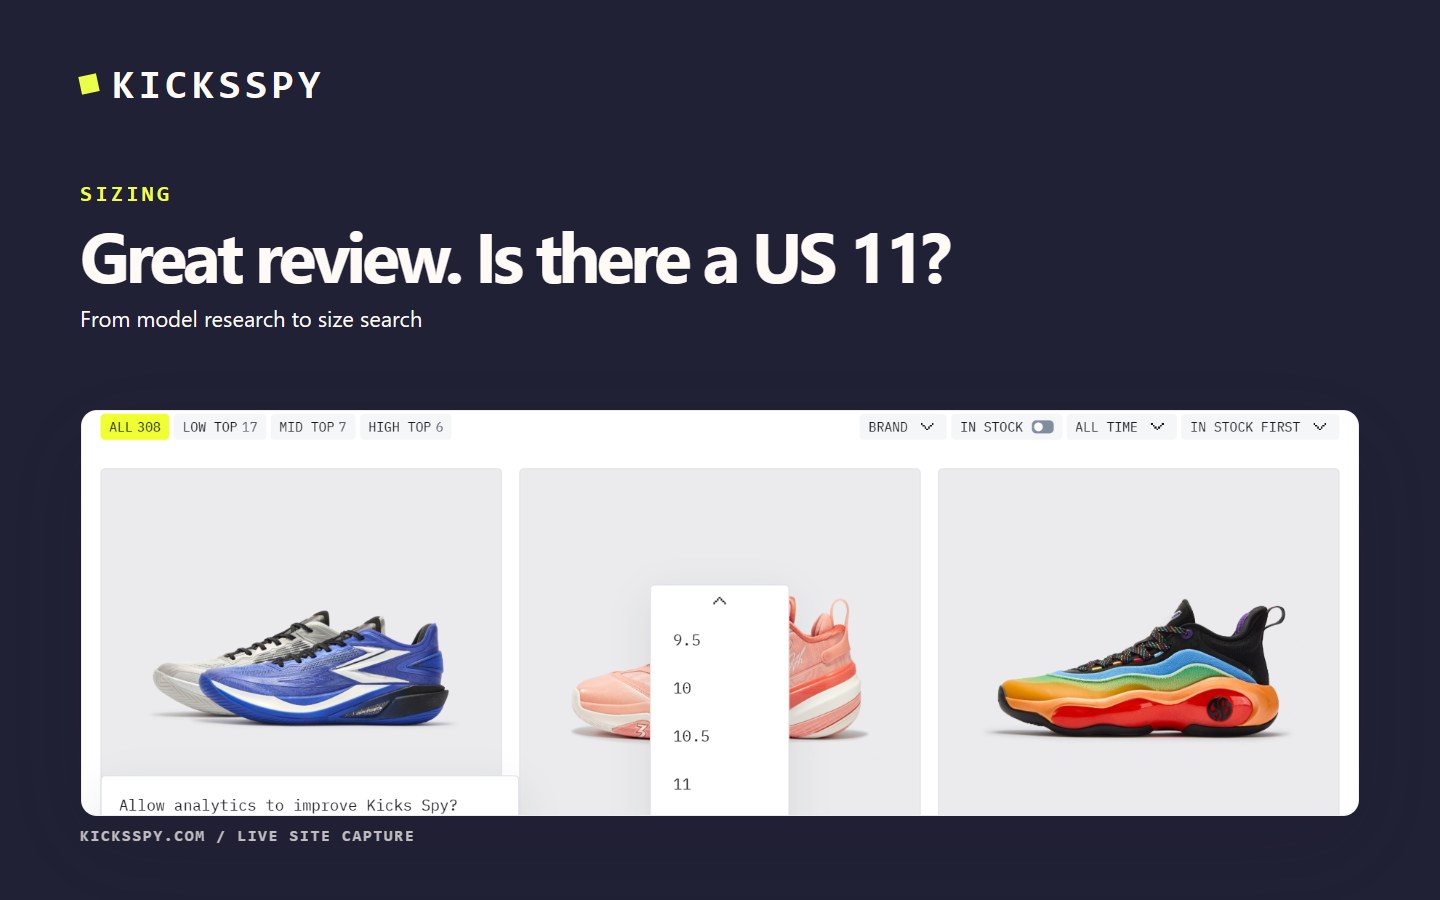 KICKSSPY
SIZING
Great review. Is there a US 11?
From model research to size search
ALL 308 LOW TOP 17 MID TOP 7 HIGH TOP 6 BRAND IN STOCK ALL TIME IN STOCK FIRST
9.5
10
10.5
11
Allow analytics to improve Kicks Spy?
KICKSSPY.COM / LIVE SITE CAPTURE